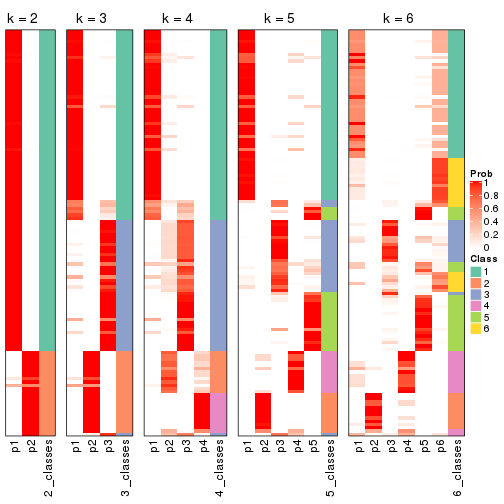 k = 2
k = 3
k = 4
k = 5
k = 6
Prob
1
0.8
0.6
0.4
0.2
0
Class
1
2
3
4
5
6
p1
p2
2_classes
p1
p2
p3
3_classes
p1
p2
p3
p4
4_classes
p1
p2
p3
p4
p5
5_classes
p1
p2
p3
p4
p5
p6
6_classes